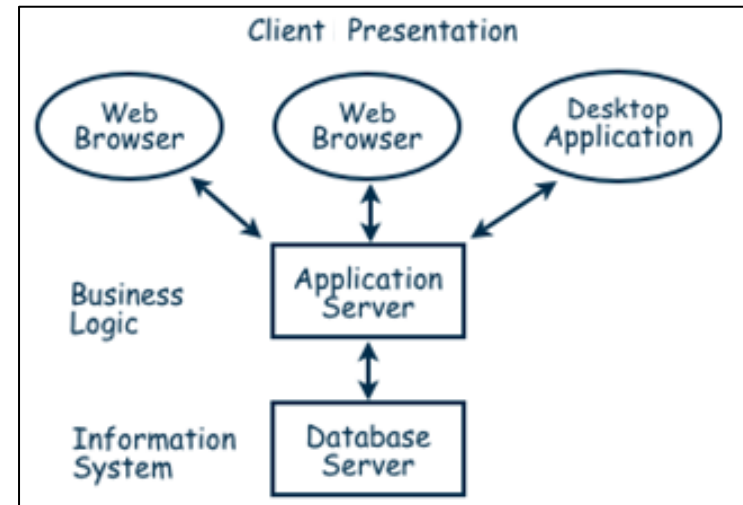 Client Presentation
Web
Browser
Web
Browser
Desktop
Application
Business
Logic
Application
Server
Information
System
Database
Server